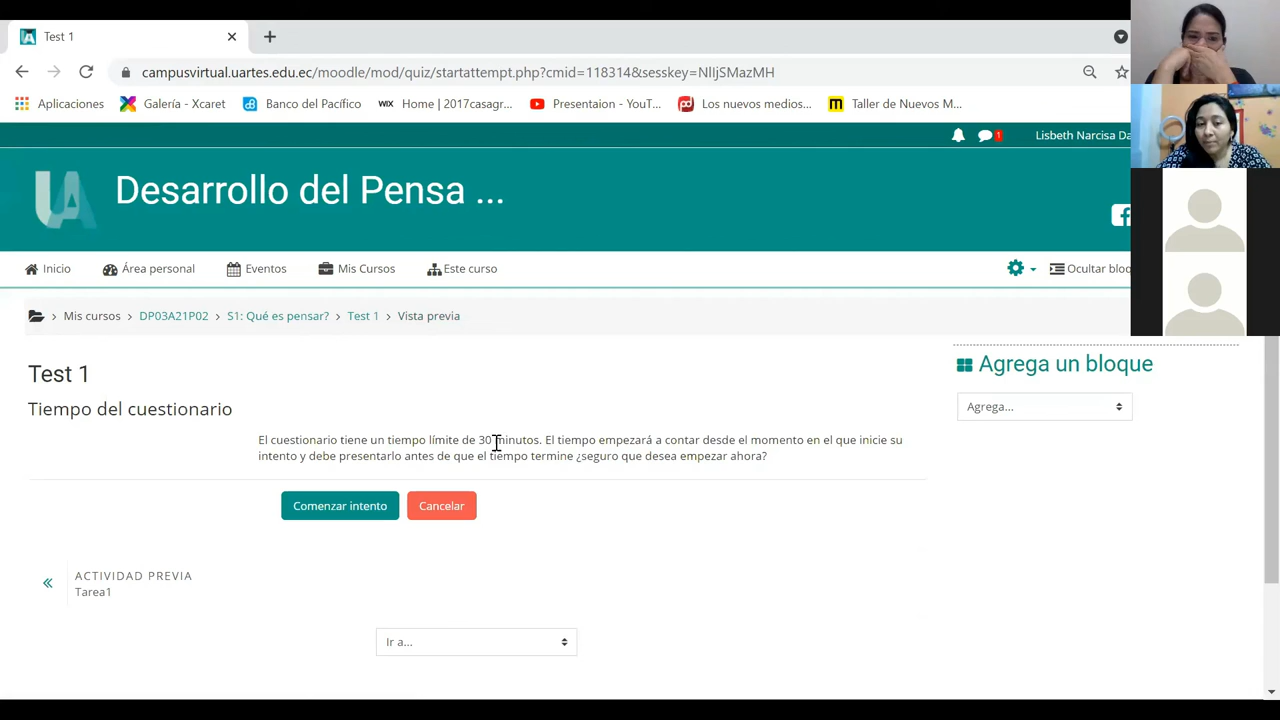 Test 1
campusvirtual.uartes.edu.ec/moodle/mod/quiz/startattempt.php?cmid=118314&sesskey=NlIjSMazMH
Aplicaciones Galería - Xcaret Banco del Pacífico WIX Home | 2017casagr... Presentaion - YouT... Los nuevos medios... Taller de Nuevos M...
1 Lisbeth Narcisa Da
UA Desarrollo del Pensa ...
Inicio Área personal Eventos Mis Cursos Este curso Ocultar bloq
Mis cursos > DP03A21P02 > S1: Qué es pensar? > Test 1 > Vista previa
Test 1
Tiempo del cuestionario
El cuestionario tiene un tiempo límite de 30 minutos. El tiempo empezará a contar desde el momento en el que inicie su
intento y debe presentarlo antes de que el tiempo termine ¿seguro que desea empezar ahora?
Comenzar intento Cancelar
ACTIVIDAD PREVIA
Tarea1
Ir a...
Agrega un bloque
Agrega...